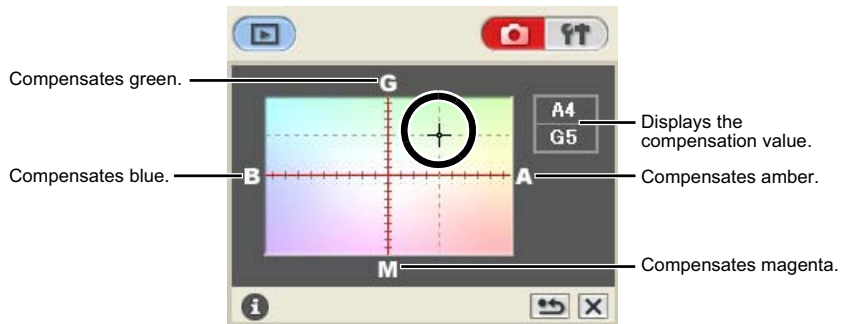 Compensates green.
G
A4
G5
Displays the
compensation value.
Compensates blue.
B
A
Compensates amber.
M
Compensates magenta.